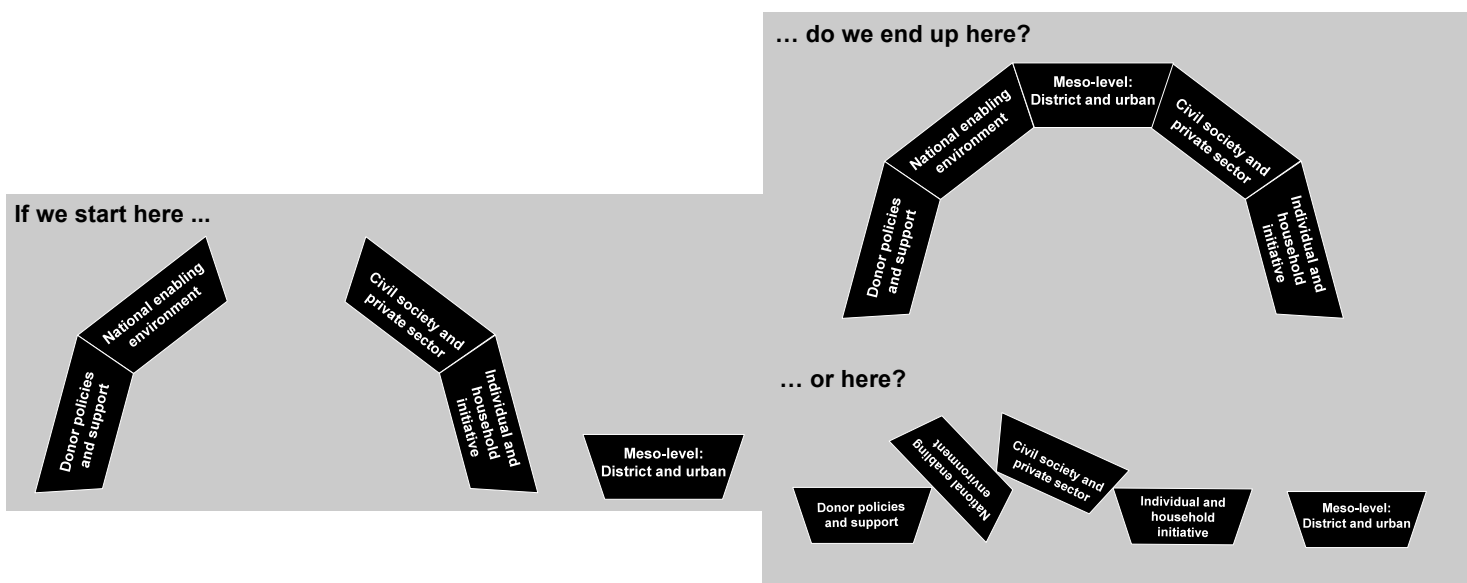 If we start here ...
National enabling
environment
Donor policies
and support
Civil society and
private sector
Individual and
household
initiative
Meso-level:
District and urban
… do we end up here?
Meso-level:
District and urban
National enabling
environment
Civil society and
private sector
Donor policies
and support
Individual and
household
initiative
… or here?
National enabling
environment
Civil society and
private sector
Donor policies
and support
Individual and
household
initiative
Meso-level:
District and urban